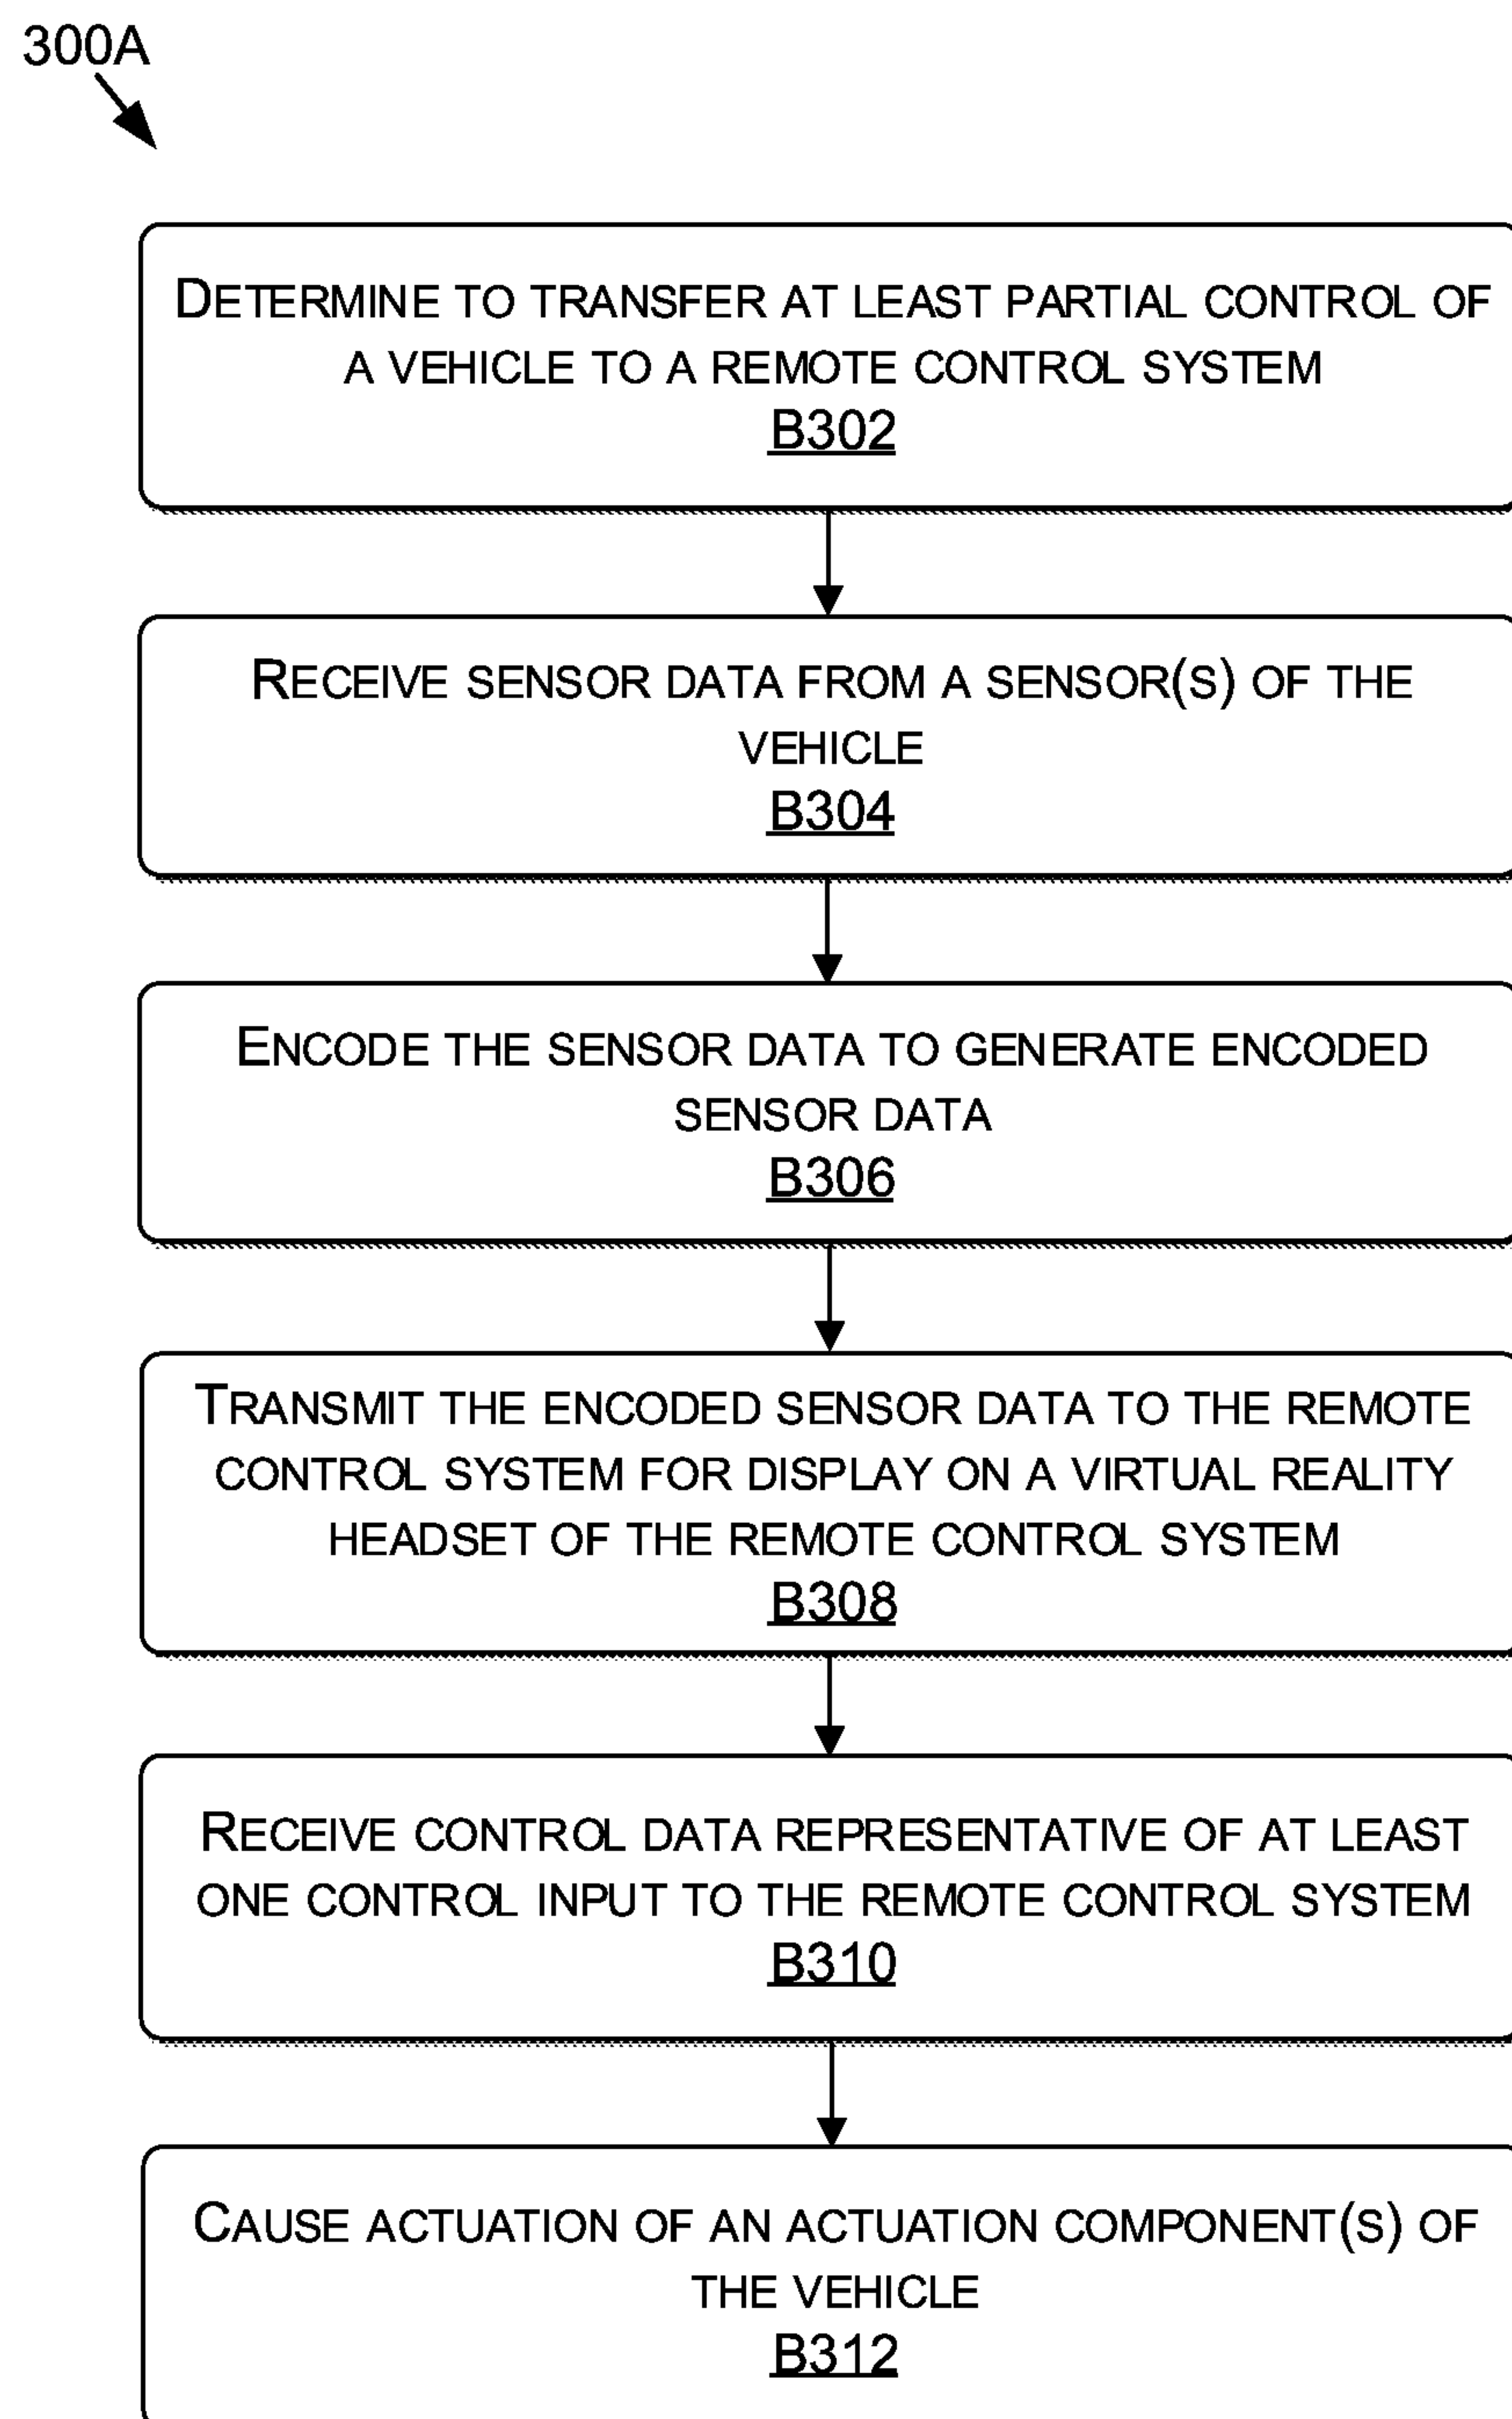 300A
DETERMINE TO TRANSFER AT LEAST PARTIAL CONTROL OF
A VEHICLE TO A REMOTE CONTROL SYSTEM
B302
RECEIVE SENSOR DATA FROM A SENSOR(S) OF THE
VEHICLE
B304
ENCODE THE SENSOR DATA TO GENERATE ENCODED
SENSOR DATA
B306
TRANSMIT THE ENCODED SENSOR DATA TO THE REMOTE
CONTROL SYSTEM FOR DISPLAY ON A VIRTUAL REALITY
HEADSET OF THE REMOTE CONTROL SYSTEM
B308
RECEIVE CONTROL DATA REPRESENTATIVE OF AT LEAST
ONE CONTROL INPUT TO THE REMOTE CONTROL SYSTEM
B310
CAUSE ACTUATION OF AN ACTUATION COMPONENT(S) OF
THE VEHICLE
B312